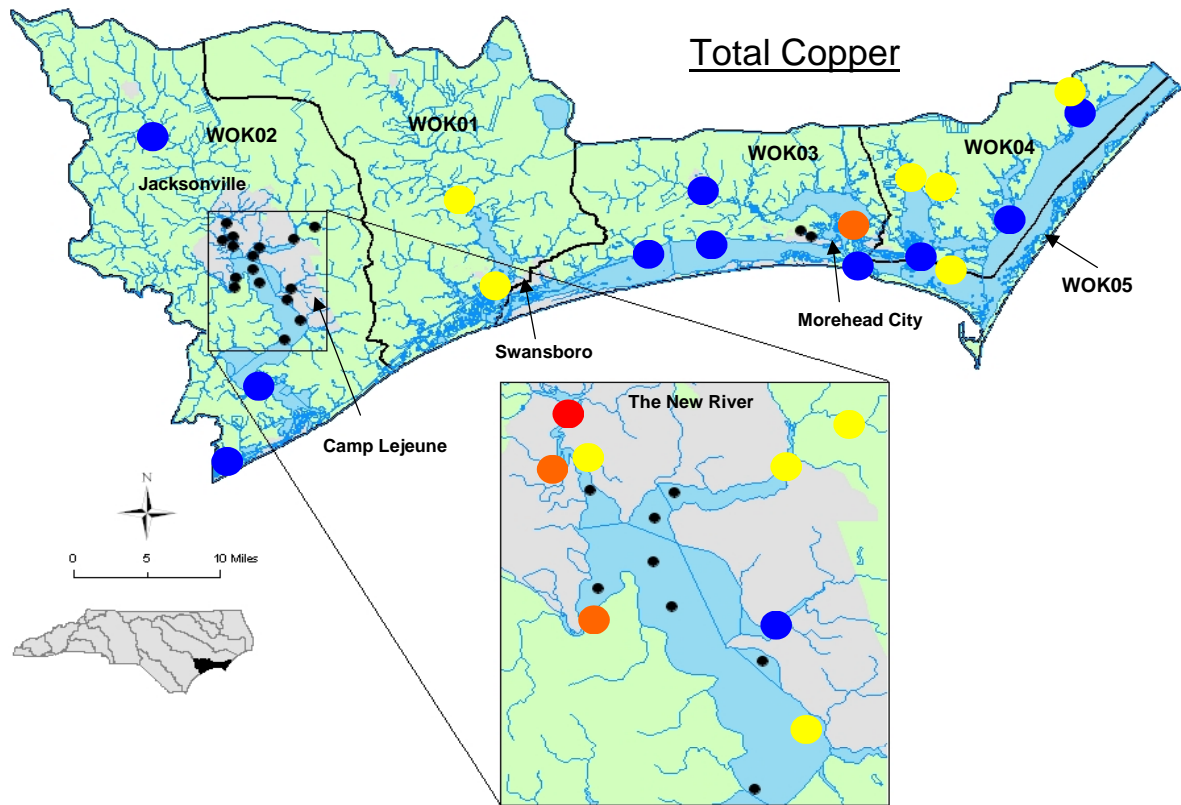 Total Copper
WOK02
WOK01
WOK03
WOK04
Jacksonville
WOK05
Morehead City
Swansboro
The New River
Camp Lejeune
N
0 5 10 Miles